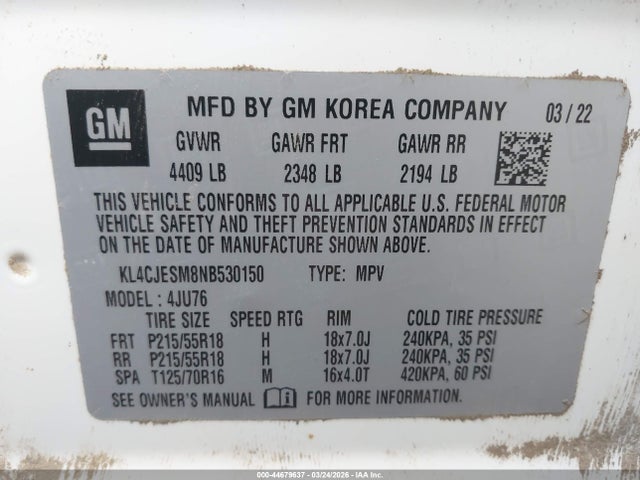 GM
MFD BY GM KOREA COMPANY 03 / 22
GVWR GAWR FRT GAWR RR
4409 LB 2348 LB 2194 LB
THIS VEHICLE CONFORMS TO ALL APPLICABLE U.S. FEDERAL MOTOR
VEHICLE SAFETY AND THEFT PREVENTION STANDARDS IN EFFECT
ON THE DATE OF MANUFACTURE SHOWN ABOVE.
KL4CJESM8NB530150 TYPE: MPV
MODEL : 4JU76
TIRE SIZE SPEED RTG RIM COLD TIRE PRESSURE
FRT P215/55R18 H 18x7.0J 240KPA, 35 PSI
RR P215/55R18 H 18x7.0J 240KPA, 35 PSI
SPA T125/70R16 M 16x4.0T 420KPA, 60 PSI
SEE OWNER'S MANUAL i FOR MORE INFORMATION.
000-44679637 - 03/24/2026 - IAAI.COM